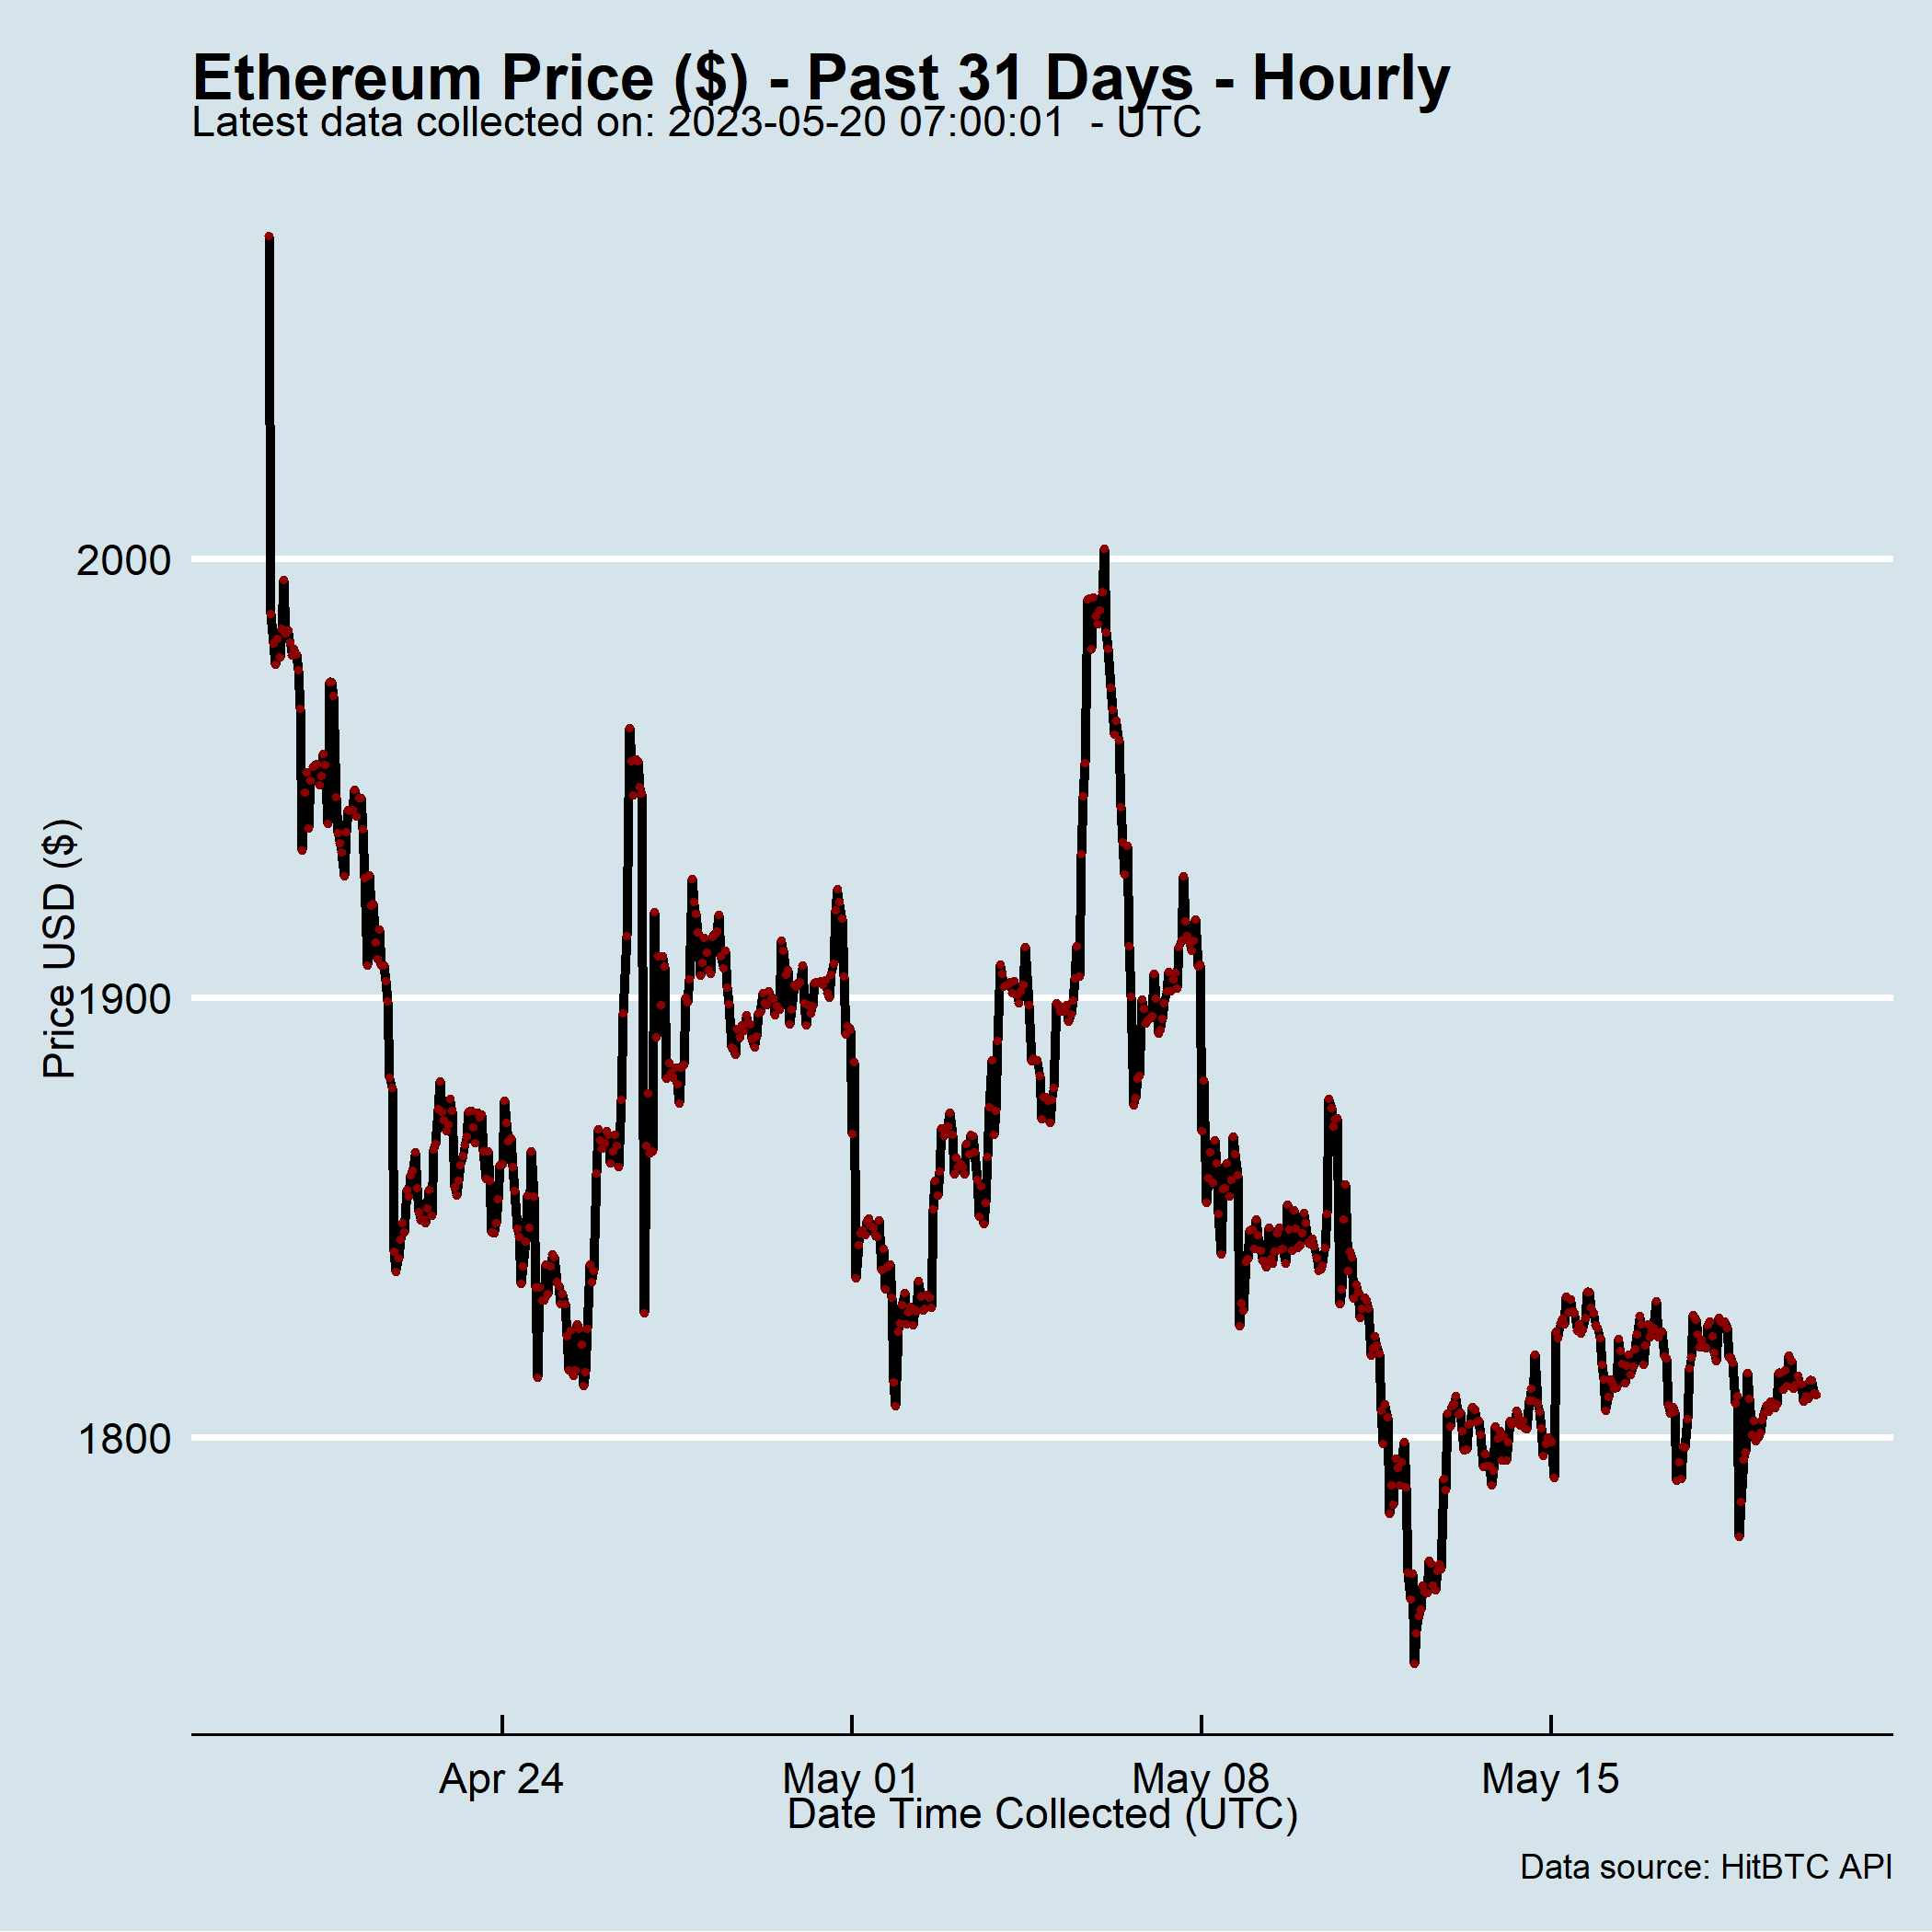 Ethereum Price ($) - Past 31 Days - Hourly
Latest data collected on: 2023-05-20 07:00:01  - UTC
2000
Price USD ($)
1900
1800
Apr 24
May 01
May 08
May 15
Date Time Collected (UTC)
Data source: HitBTC API